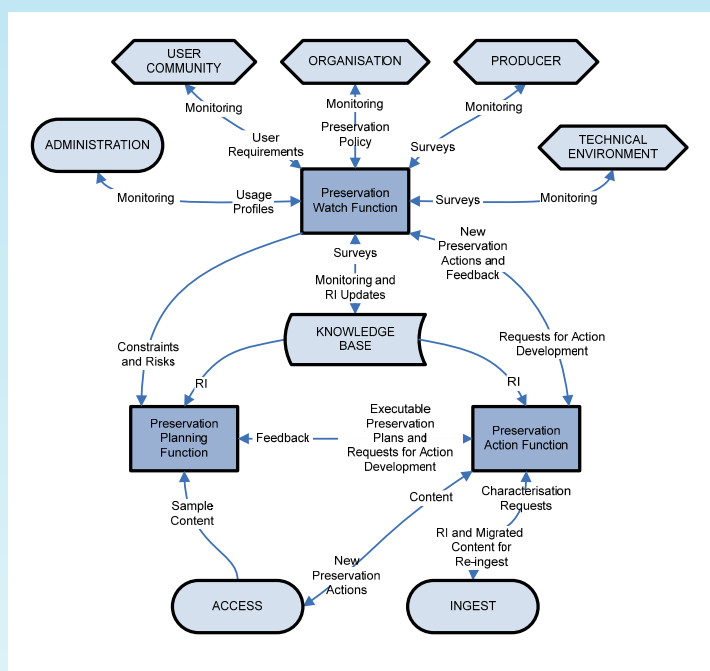 USER
COMMUNITY
ORGANISATION
PRODUCER
Monitoring
Monitoring
Monitoring
ADMINISTRATION
User
Requirements
Preservation
Policy
Surveys
TECHNICAL
ENVIRONMENT
Monitoring
Usage
Profiles
Preservation
Watch Function
Surveys
Monitoring
Surveys
New
Preservation
Actions and
Feedback
Monitoring and
RI Updates
KNOWLEDGE
BASE
Constraints
and Risks
Requests for Action
Development
RI
RI
Preservation
Planning
Function
Feedback
Executable
Preservation
Plans and
Requests for Action
Development
Preservation
Action Function
Sample
Content
Content
Characterisation
Requests
RI and Migrated
Content for
Re-ingest
New
Preservation
Actions
ACCESS
INGEST